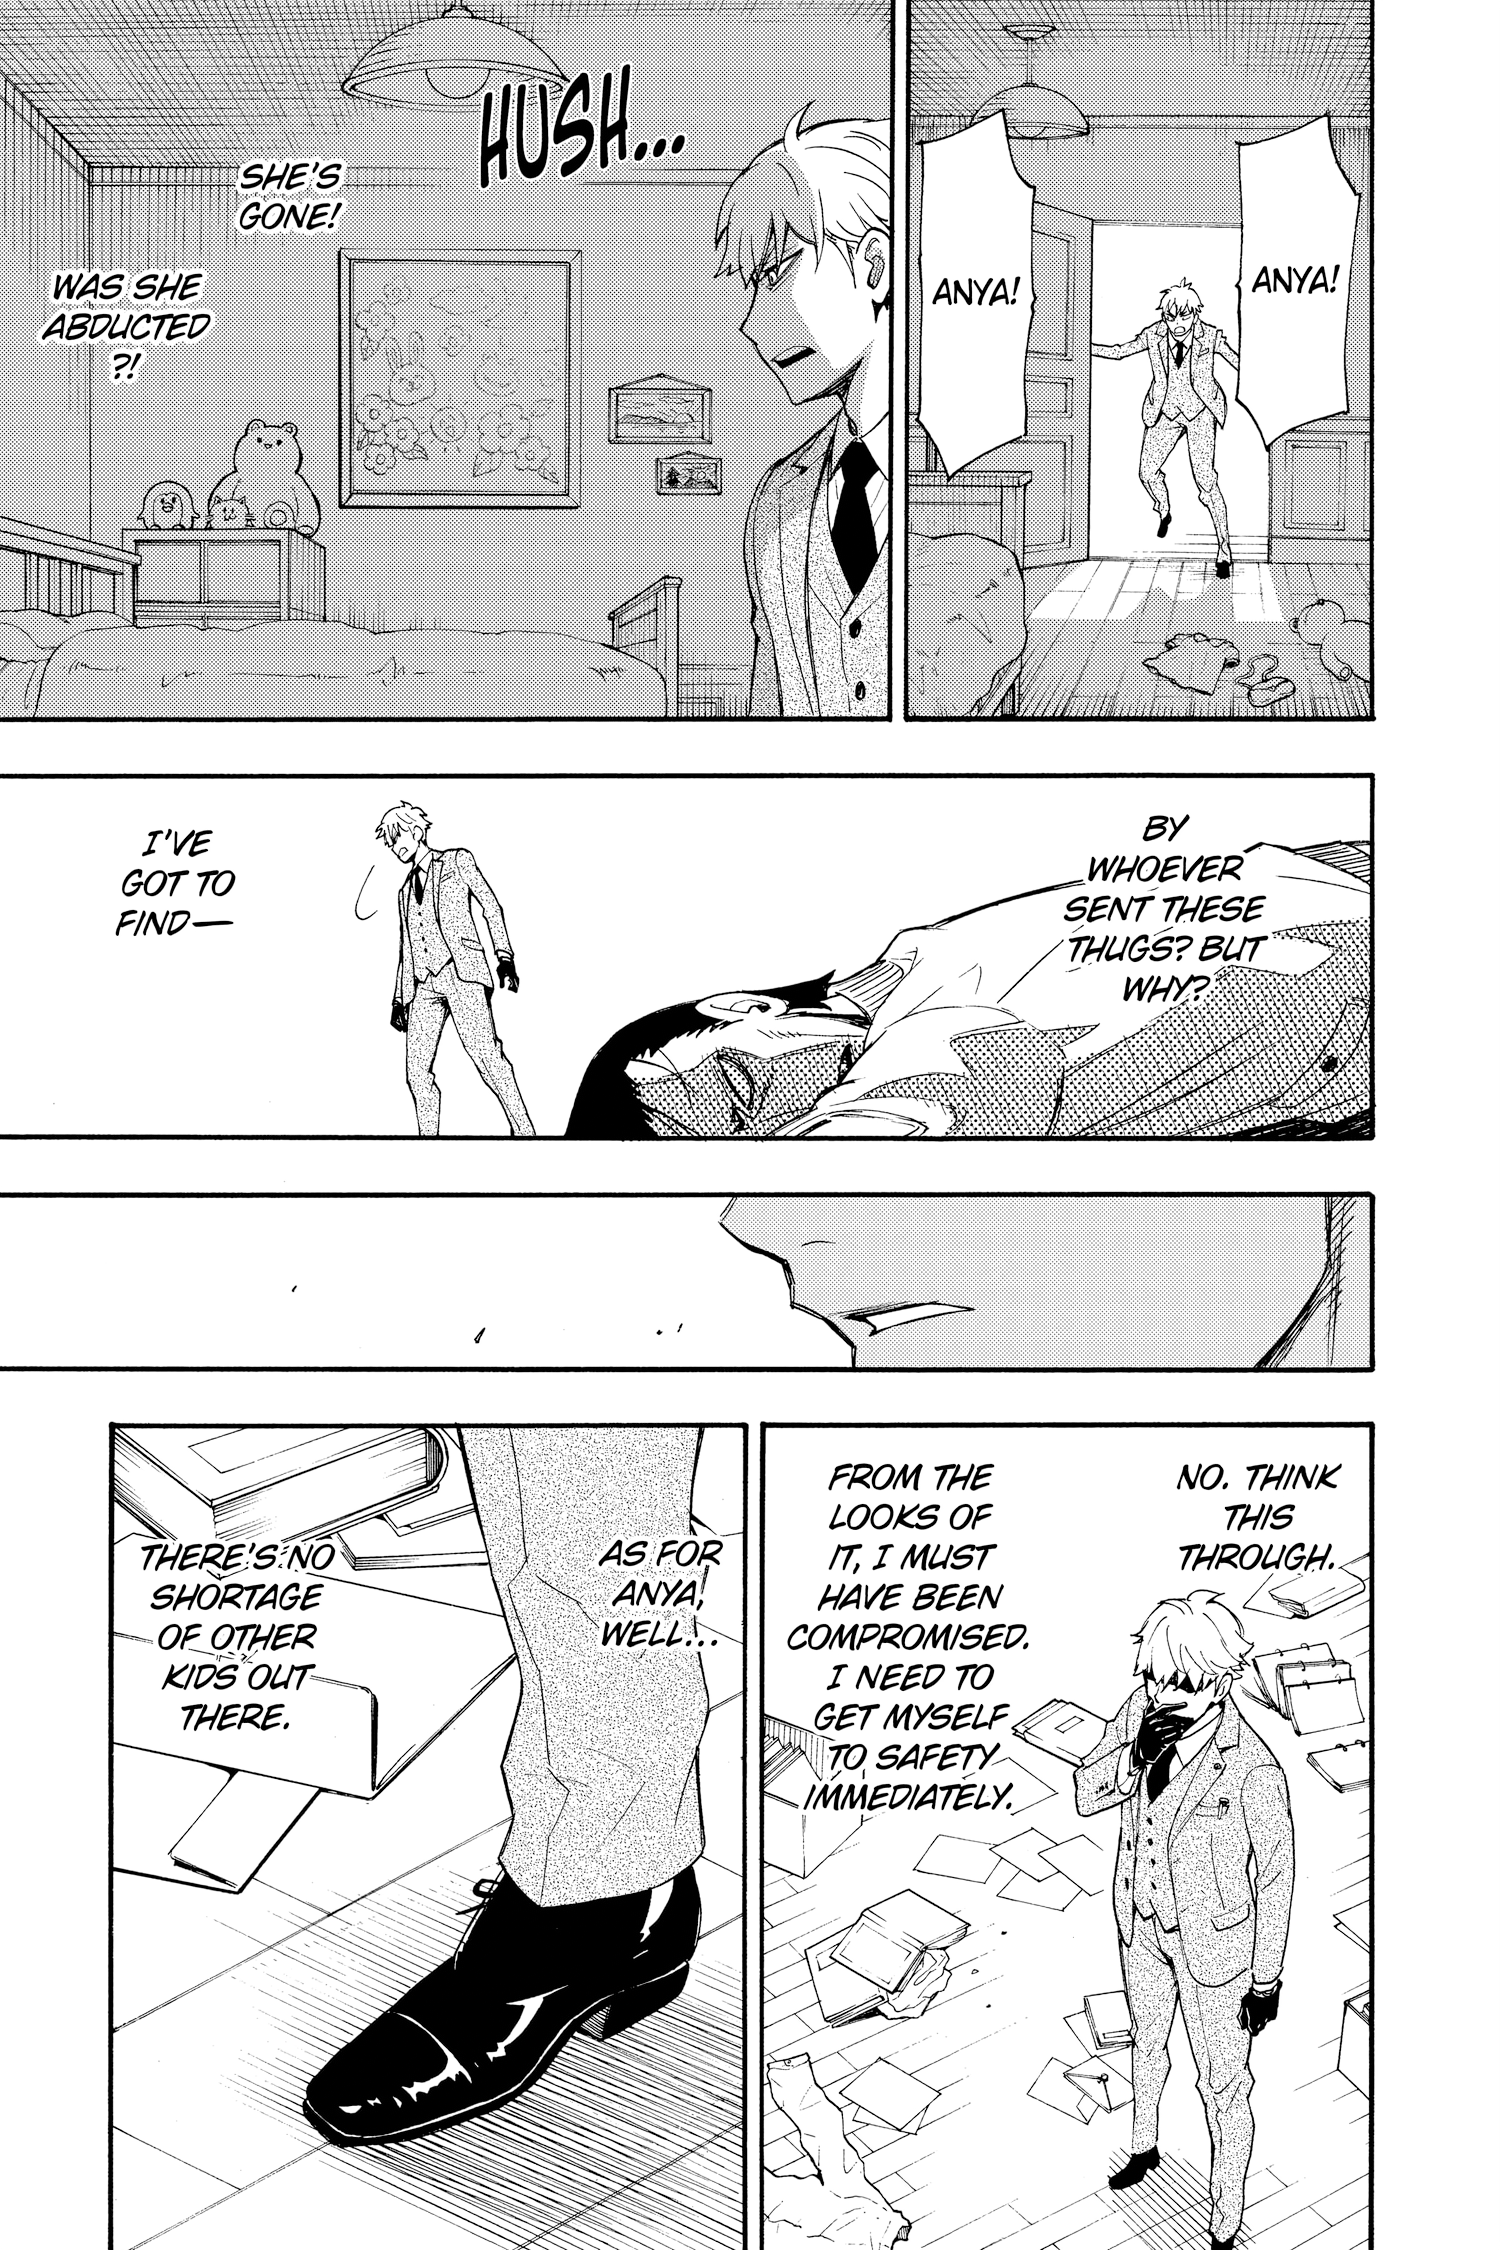 ANYA!
ANYA!
HUSH...
SHE'S
GONE!
WAS SHE
ABDUCTED
?!
BY
WHOEVER
SENT THESE
THUGS? BUT
WHY?
I'VE
GOT TO
FIND—
NO. THINK
THIS
THROUGH.
FROM THE
LOOKS OF
IT, I MUST
HAVE BEEN
COMPROMISED.
I NEED TO
GET MYSELF
TO SAFETY
IMMEDIATELY.
AS FOR
ANYA,
WELL...
THERE'S NO
SHORTAGE
OF OTHER
KIDS OUT
THERE.